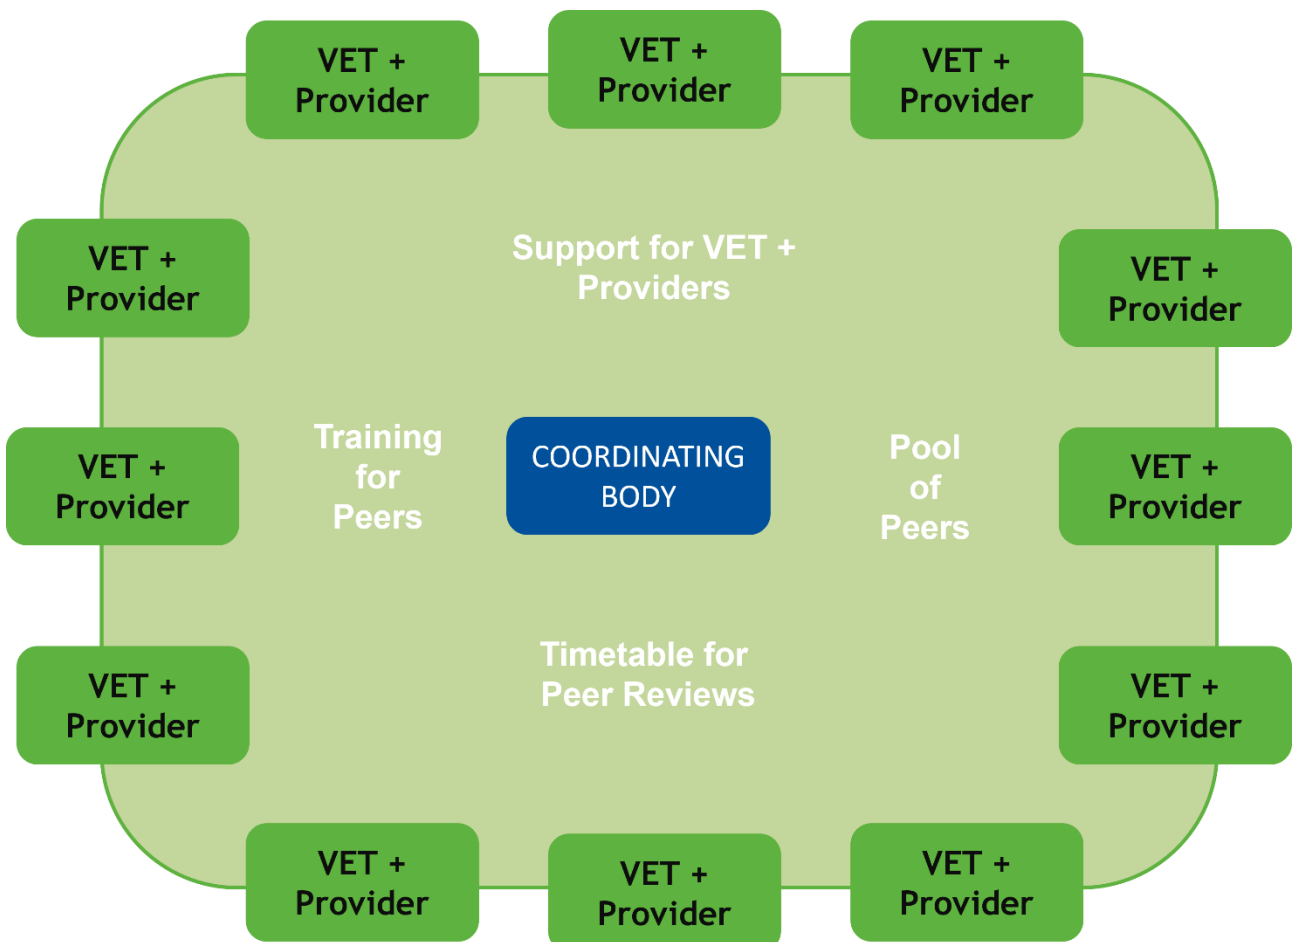 VET +
Provider
VET +
Provider
VET +
Provider
VET +
Provider
Support for VET +
Providers
VET +
Provider
VET +
Provider
Training
for
Peers
COORDINATING
BODY
Pool
of
Peers
VET +
Provider
VET +
Provider
Timetable for
Peer Reviews
VET +
Provider
VET +
Provider
VET +
Provider
VET +
Provider